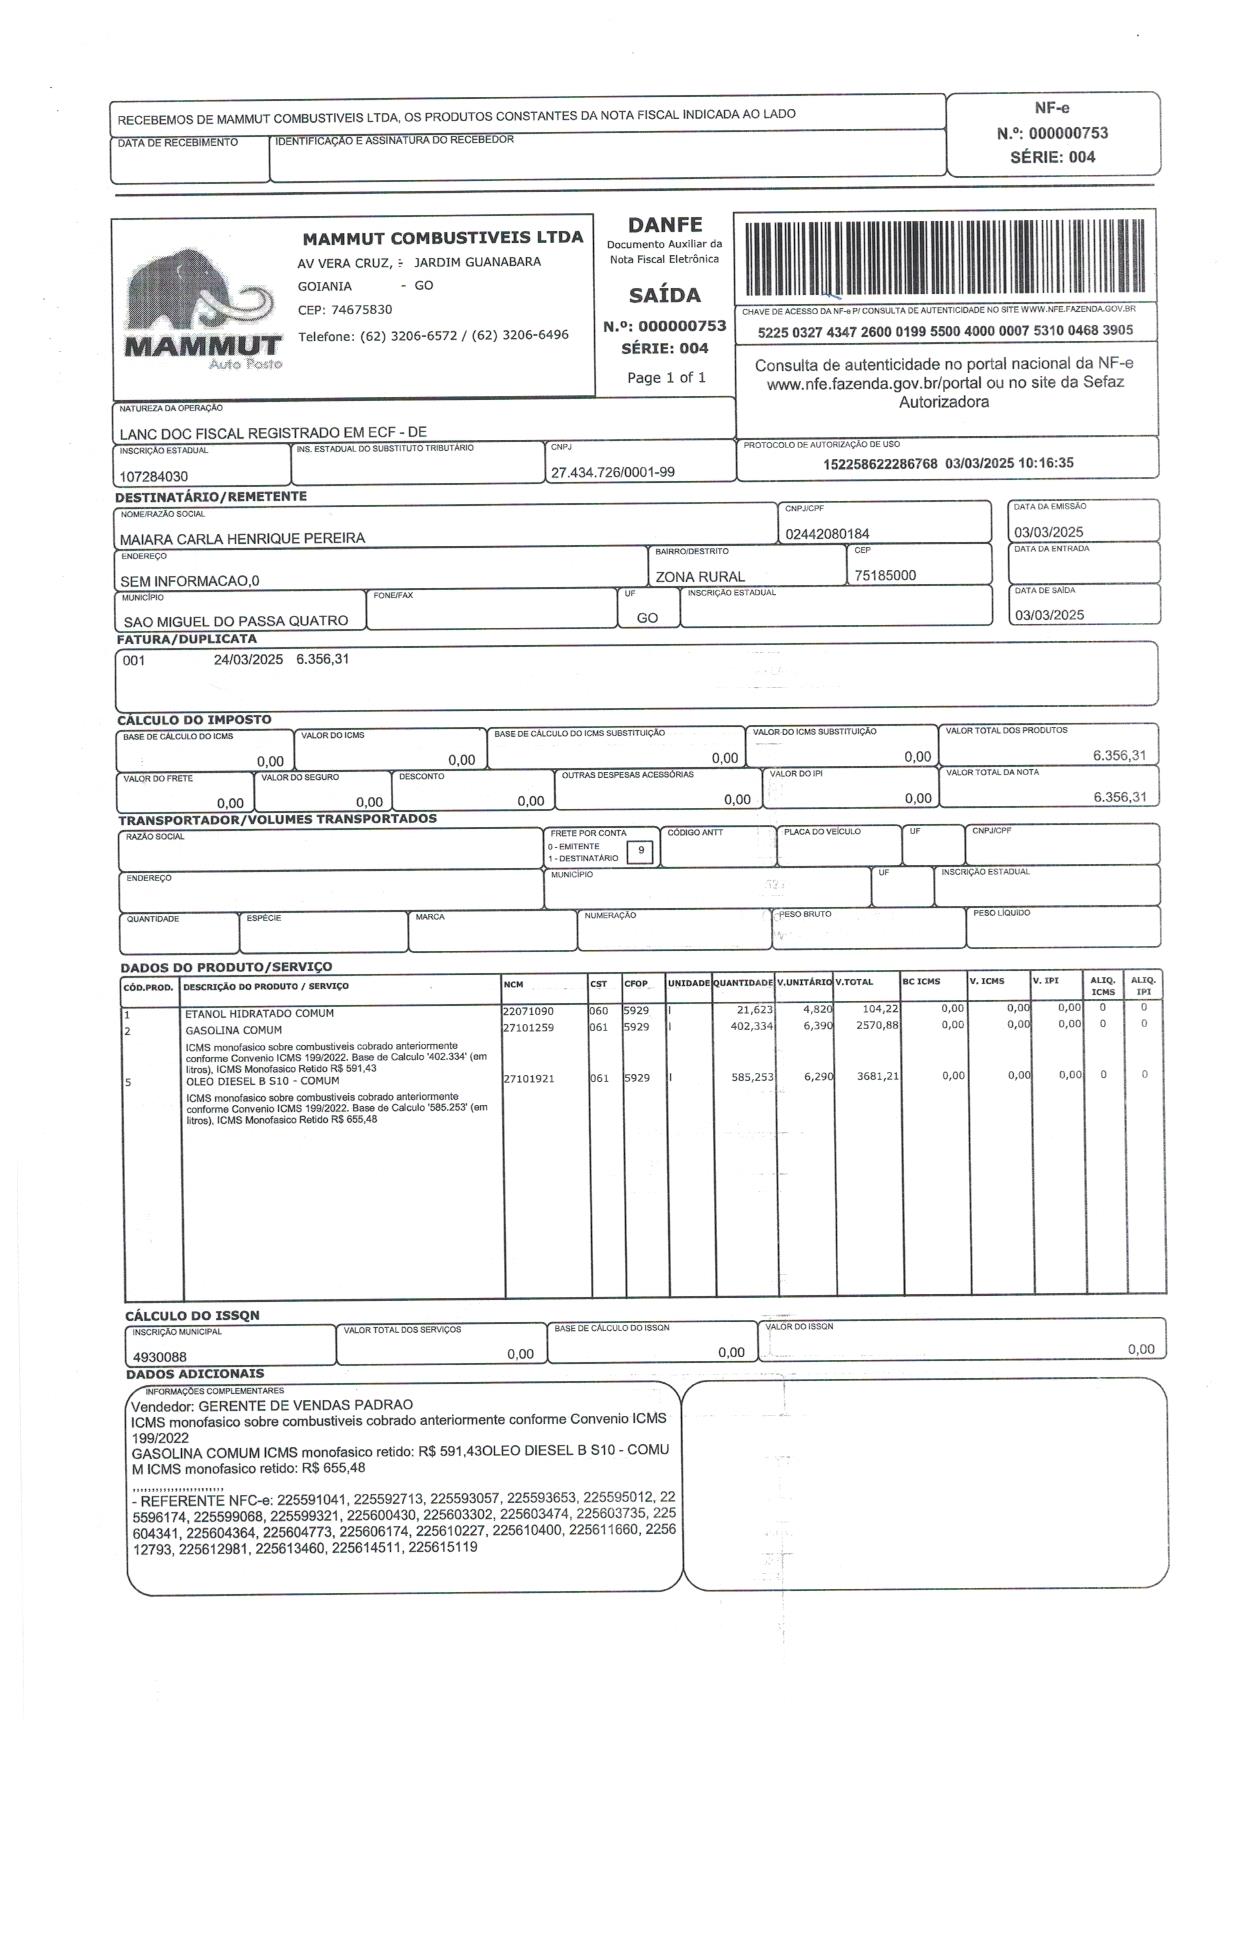 RECEBEMOS DE MAMMUT COMBUSTIVEIS LTDA, OS PRODUTOS CONSTANTES DA NOTA FISCAL INDICADA AO LADO
DATA DE RECEBIMENTO
IDENTIFICAÇÃO E ASSINATURA DO RECEBEDOR
NF-e
N.º: 000000753
SÉRIE: 004
MAMMUT
Auto Posto
MAMMUT COMBUSTIVEIS LTDA
AV VERA CRUZ, - JARDIM GUANABARA
GOIANIA - GO
CEP: 74675830
Telefone: (62) 3206-6572 / (62) 3206-6496
DANFE
Documento Auxiliar da
Nota Fiscal Eletrônica
SAÍDA
N.º: 000000753
SÉRIE: 004
Page 1 of 1
CHAVE DE ACESSO DA NF-e P/ CONSULTA DE AUTENTICIDADE NO SITE WWW.NFE.FAZENDA.GOV.BR
5225 0327 4347 2600 0199 5500 4000 0007 5310 0468 3905
Consulta de autenticidade no portal nacional da NF-e
www.nfe.fazenda.gov.br/portal ou no site da Sefaz
Autorizadora
NATUREZA DA OPERAÇÃO
LANC DOC FISCAL REGISTRADO EM ECF - DE
PROTOCOLO DE AUTORIZAÇÃO DE USO
152258622286768 03/03/2025 10:16:35
INSCRIÇÃO ESTADUAL
107284030
INS. ESTADUAL DO SUBSTITUTO TRIBUTÁRIO
CNPJ
27.434.726/0001-99
DESTINATÁRIO/REMETENTE
NOME/RAZÃO SOCIAL
MAIARA CARLA HENRIQUE PEREIRA
CNPJ/CPF
02442080184
DATA DA EMISSÃO
03/03/2025
ENDEREÇO
SEM INFORMACAO,0
BAIRRO/DESTRITO
ZONA RURAL
CEP
75185000
DATA DA ENTRADA
MUNICÍPIO
SAO MIGUEL DO PASSA QUATRO
FONE/FAX
UF
GO
INSCRIÇÃO ESTADUAL
DATA DE SAÍDA
03/03/2025
FATURA/DUPLICATA
001 24/03/2025 6.356,31
CÁLCULO DO IMPOSTO
BASE DE CÁLCULO DO ICMS
0,00
VALOR DO ICMS
0,00
BASE DE CÁLCULO DO ICMS SUBSTITUIÇÃO
0,00
VALOR DO ICMS SUBSTITUIÇÃO
0,00
VALOR TOTAL DOS PRODUTOS
6.356,31
VALOR DO FRETE
0,00
VALOR DO SEGURO
0,00
DESCONTO
0,00
OUTRAS DESPESAS ACESSÓRIAS
0,00
VALOR DO IPI
0,00
VALOR TOTAL DA NOTA
6.356,31
TRANSPORTADOR/VOLUMES TRANSPORTADOS
RAZÃO SOCIAL
FRETE POR CONTA
0 - EMITENTE
1 - DESTINATÁRIO
9
CÓDIGO ANTT
PLACA DO VEÍCULO
UF
CNPJ/CPF
ENDEREÇO
MUNICÍPIO
UF
INSCRIÇÃO ESTADUAL
QUANTIDADE
ESPÉCIE
MARCA
NUMERAÇÃO
PESO BRUTO
PESO LÍQUIDO
DADOS DO PRODUTO/SERVIÇO
CÓD.PROD. DESCRIÇÃO DO PRODUTO / SERVIÇO NCM CST CFOP UNIDADE QUANTIDADE V.UNITÁRIO V.TOTAL BC ICMS V. ICMS V. IPI ALIQ. ICMS ALIQ. IPI
1 ETANOL HIDRATADO COMUM 22071090 060 5929 l 21,623 4,820 104,22 0,00 0,00 0,00 0 0
2 GASOLINA COMUM 27101259 061 5929 l 402,334 6,390 2570,88 0,00 0,00 0,00 0 0
ICMS monofasico sobre combustiveis cobrado anteriormente
conforme Convenio ICMS 199/2022. Base de Calculo '402.334' (em
litros), ICMS Monofasico Retido R$ 591,43
5 OLEO DIESEL B S10 - COMUM 27101921 061 5929 l 585,253 6,290 3681,21 0,00 0,00 0,00 0 0
ICMS monofasico sobre combustiveis cobrado anteriormente
conforme Convenio ICMS 199/2022. Base de Calculo '585.253' (em
litros), ICMS Monofasico Retido R$ 655,48
CÁLCULO DO ISSQN
INSCRIÇÃO MUNICIPAL
4930088
VALOR TOTAL DOS SERVIÇOS
0,00
BASE DE CÁLCULO DO ISSQN
0,00
VALOR DO ISSQN
0,00
DADOS ADICIONAIS
INFORMAÇÕES COMPLEMENTARES
Vendedor: GERENTE DE VENDAS PADRAO
ICMS monofasico sobre combustiveis cobrado anteriormente conforme Convenio ICMS
199/2022
GASOLINA COMUM ICMS monofasico retido: R$ 591,43OLEO DIESEL B S10 - COMU
M ICMS monofasico retido: R$ 655,48
,,,,,,,,,,,,,,,,,,,,,,,,
- REFERENTE NFC-e: 225591041, 225592713, 225593057, 225593653, 225595012, 22
5596174, 225599068, 225599321, 225600430, 225603302, 225603474, 225603735, 225
604341, 225604364, 225604773, 225606174, 225610227, 225610400, 225611660, 2256
12793, 225612981, 225613460, 225614511, 225615119